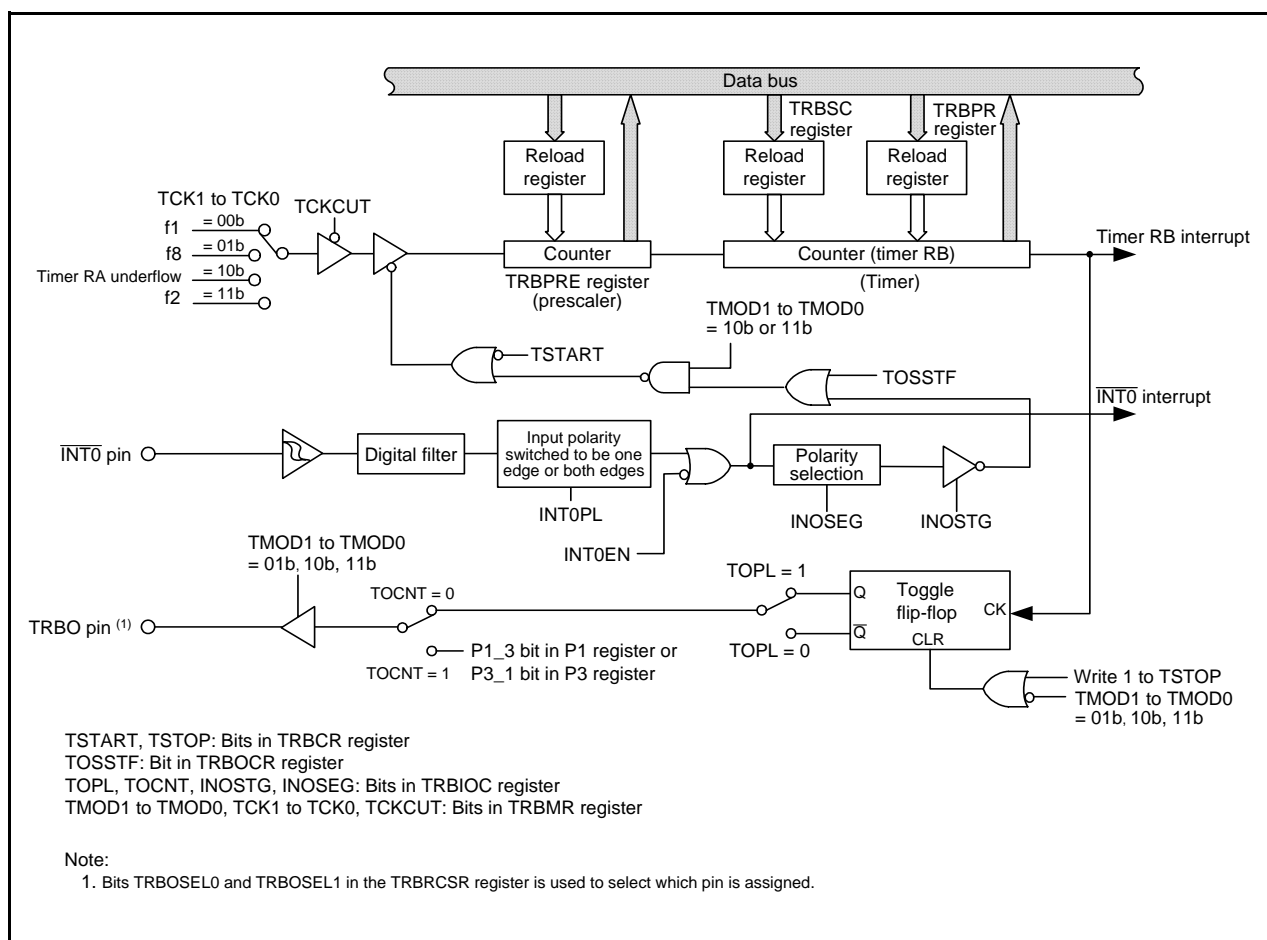 Data bus
TRBSC
register
TRBPR
register
Reload
register
Reload
register
Reload
register
TCK1 to TCK0
f1
= 00b
f8
= 01b
Timer RA underflow
= 10b
f2
= 11b
TCKCUT
Counter
TRBPRE register
(prescaler)
Counter (timer RB)
(Timer)
Timer RB interrupt
TMOD1 to TMOD0
= 10b or 11b
TSTART
TOSSTF
INT0 interrupt
INT0 pin
Digital filter
Input polarity
switched to be one
edge or both edges
INT0PL
INT0EN
Polarity
selection
INOSEG
INOSTG
TMOD1 to TMOD0
= 01b, 10b, 11b
TRBO pin (1)
TOCNT = 0
P1_3 bit in P1 register or
TOCNT = 1
P3_1 bit in P3 register
TOPL = 1
TOPL = 0
Q
Toggle
flip-flop
CK
Q
CLR
Write 1 to TSTOP
TMOD1 to TMOD0
= 01b, 10b, 11b
TSTART, TSTOP: Bits in TRBCR register
TOSSTF: Bit in TRBOCR register
TOPL, TOCNT, INOSTG, INOSEG: Bits in TRBIOC register
TMOD1 to TMOD0, TCK1 to TCK0, TCKCUT: Bits in TRBMR register
Note:
1. Bits TRBOSEL0 and TRBOSEL1 in the TRBRCSR register is used to select which pin is assigned.